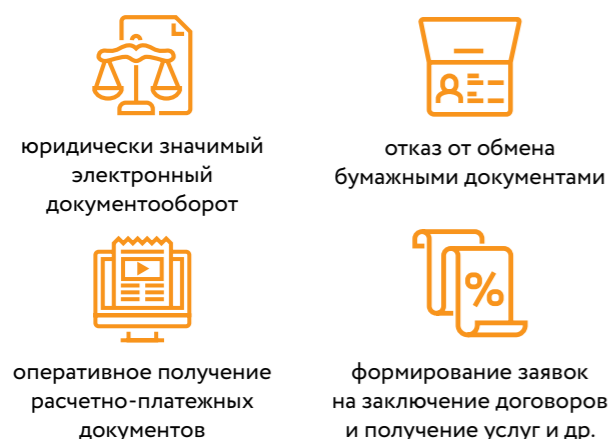 юридически значимый
электронный
документооборот
отказ от обмена
бумажными документами
%
оперативное получение
расчетно-платежных
документов
формирование заявок
на заключение договоров
и получение услуг и др.